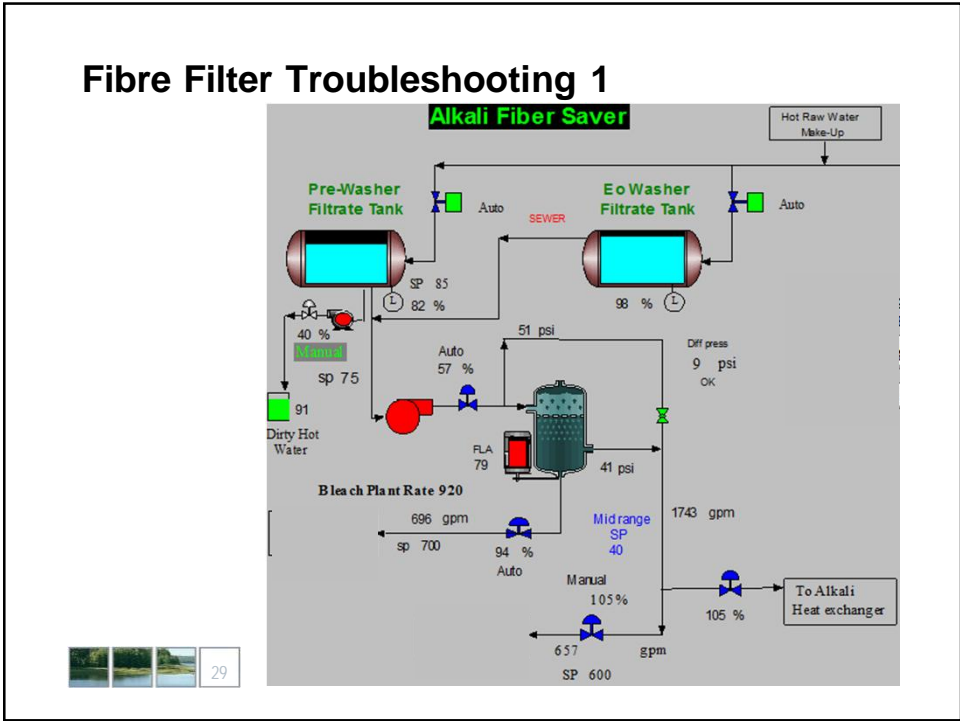 Fibre Filter Troubleshooting 1
Alkali Fiber Saver
Hot Raw Water
Make-Up
Pre-Washer
Filtrate Tank
Auto
SEWER
Eo Washer
Filtrate Tank
Auto
SP 85
L
82 %
98 %
L
40 %
Manual
sp 75
51 psi
Auto
57 %
Diff press
9 psi
OK
91
Dirty Hot
Water
FLA
79
41 psi
Bleach Plant Rate 920
696 gpm
sp 700
94 %
Auto
Mid range
SP
40
1743 gpm
Manual
105%
105 %
To Alkali
Heat exchanger
657 gpm
SP 600
29